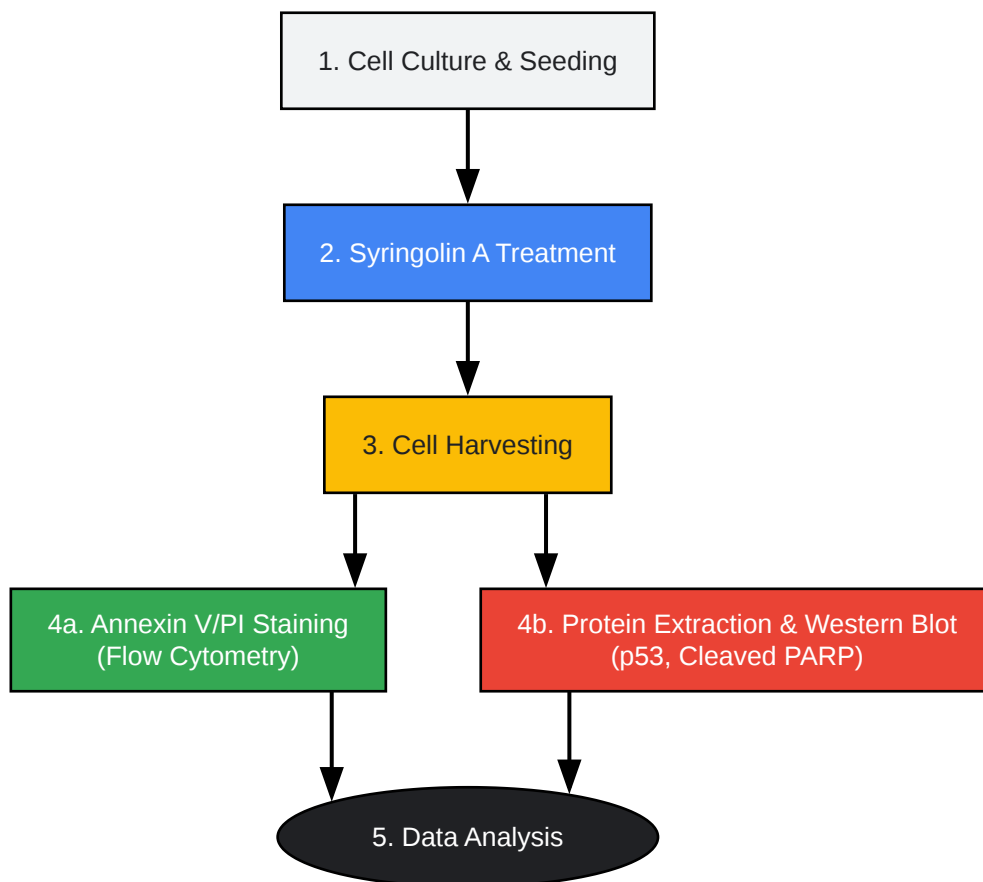 1. Cell Culture & Seeding
2. Syringolin A Treatment
3. Cell Harvesting
4a. Annexin V/PI Staining
(Flow Cytometry)
4b. Protein Extraction & Western Blot
(p53, Cleaved PARP)
5. Data Analysis